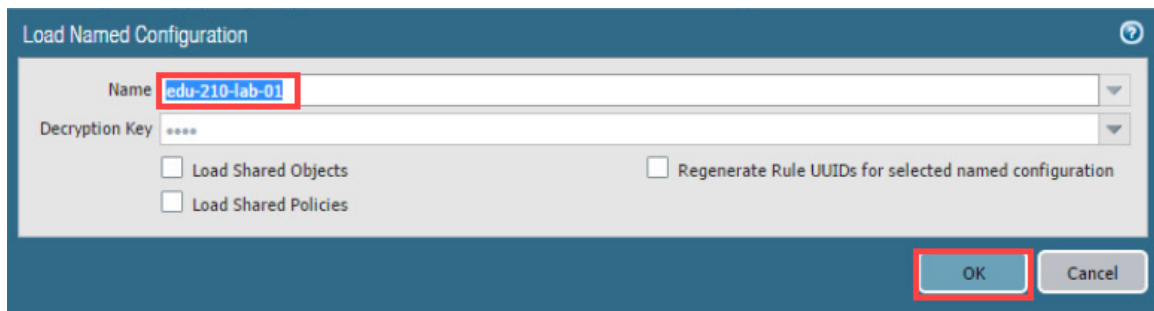 Load Named Configuration
Name edu-210-lab-01
Decryption Key ••••
Load Shared Objects
Regenerate Rule UUIDs for selected named configuration
Load Shared Policies
OK Cancel